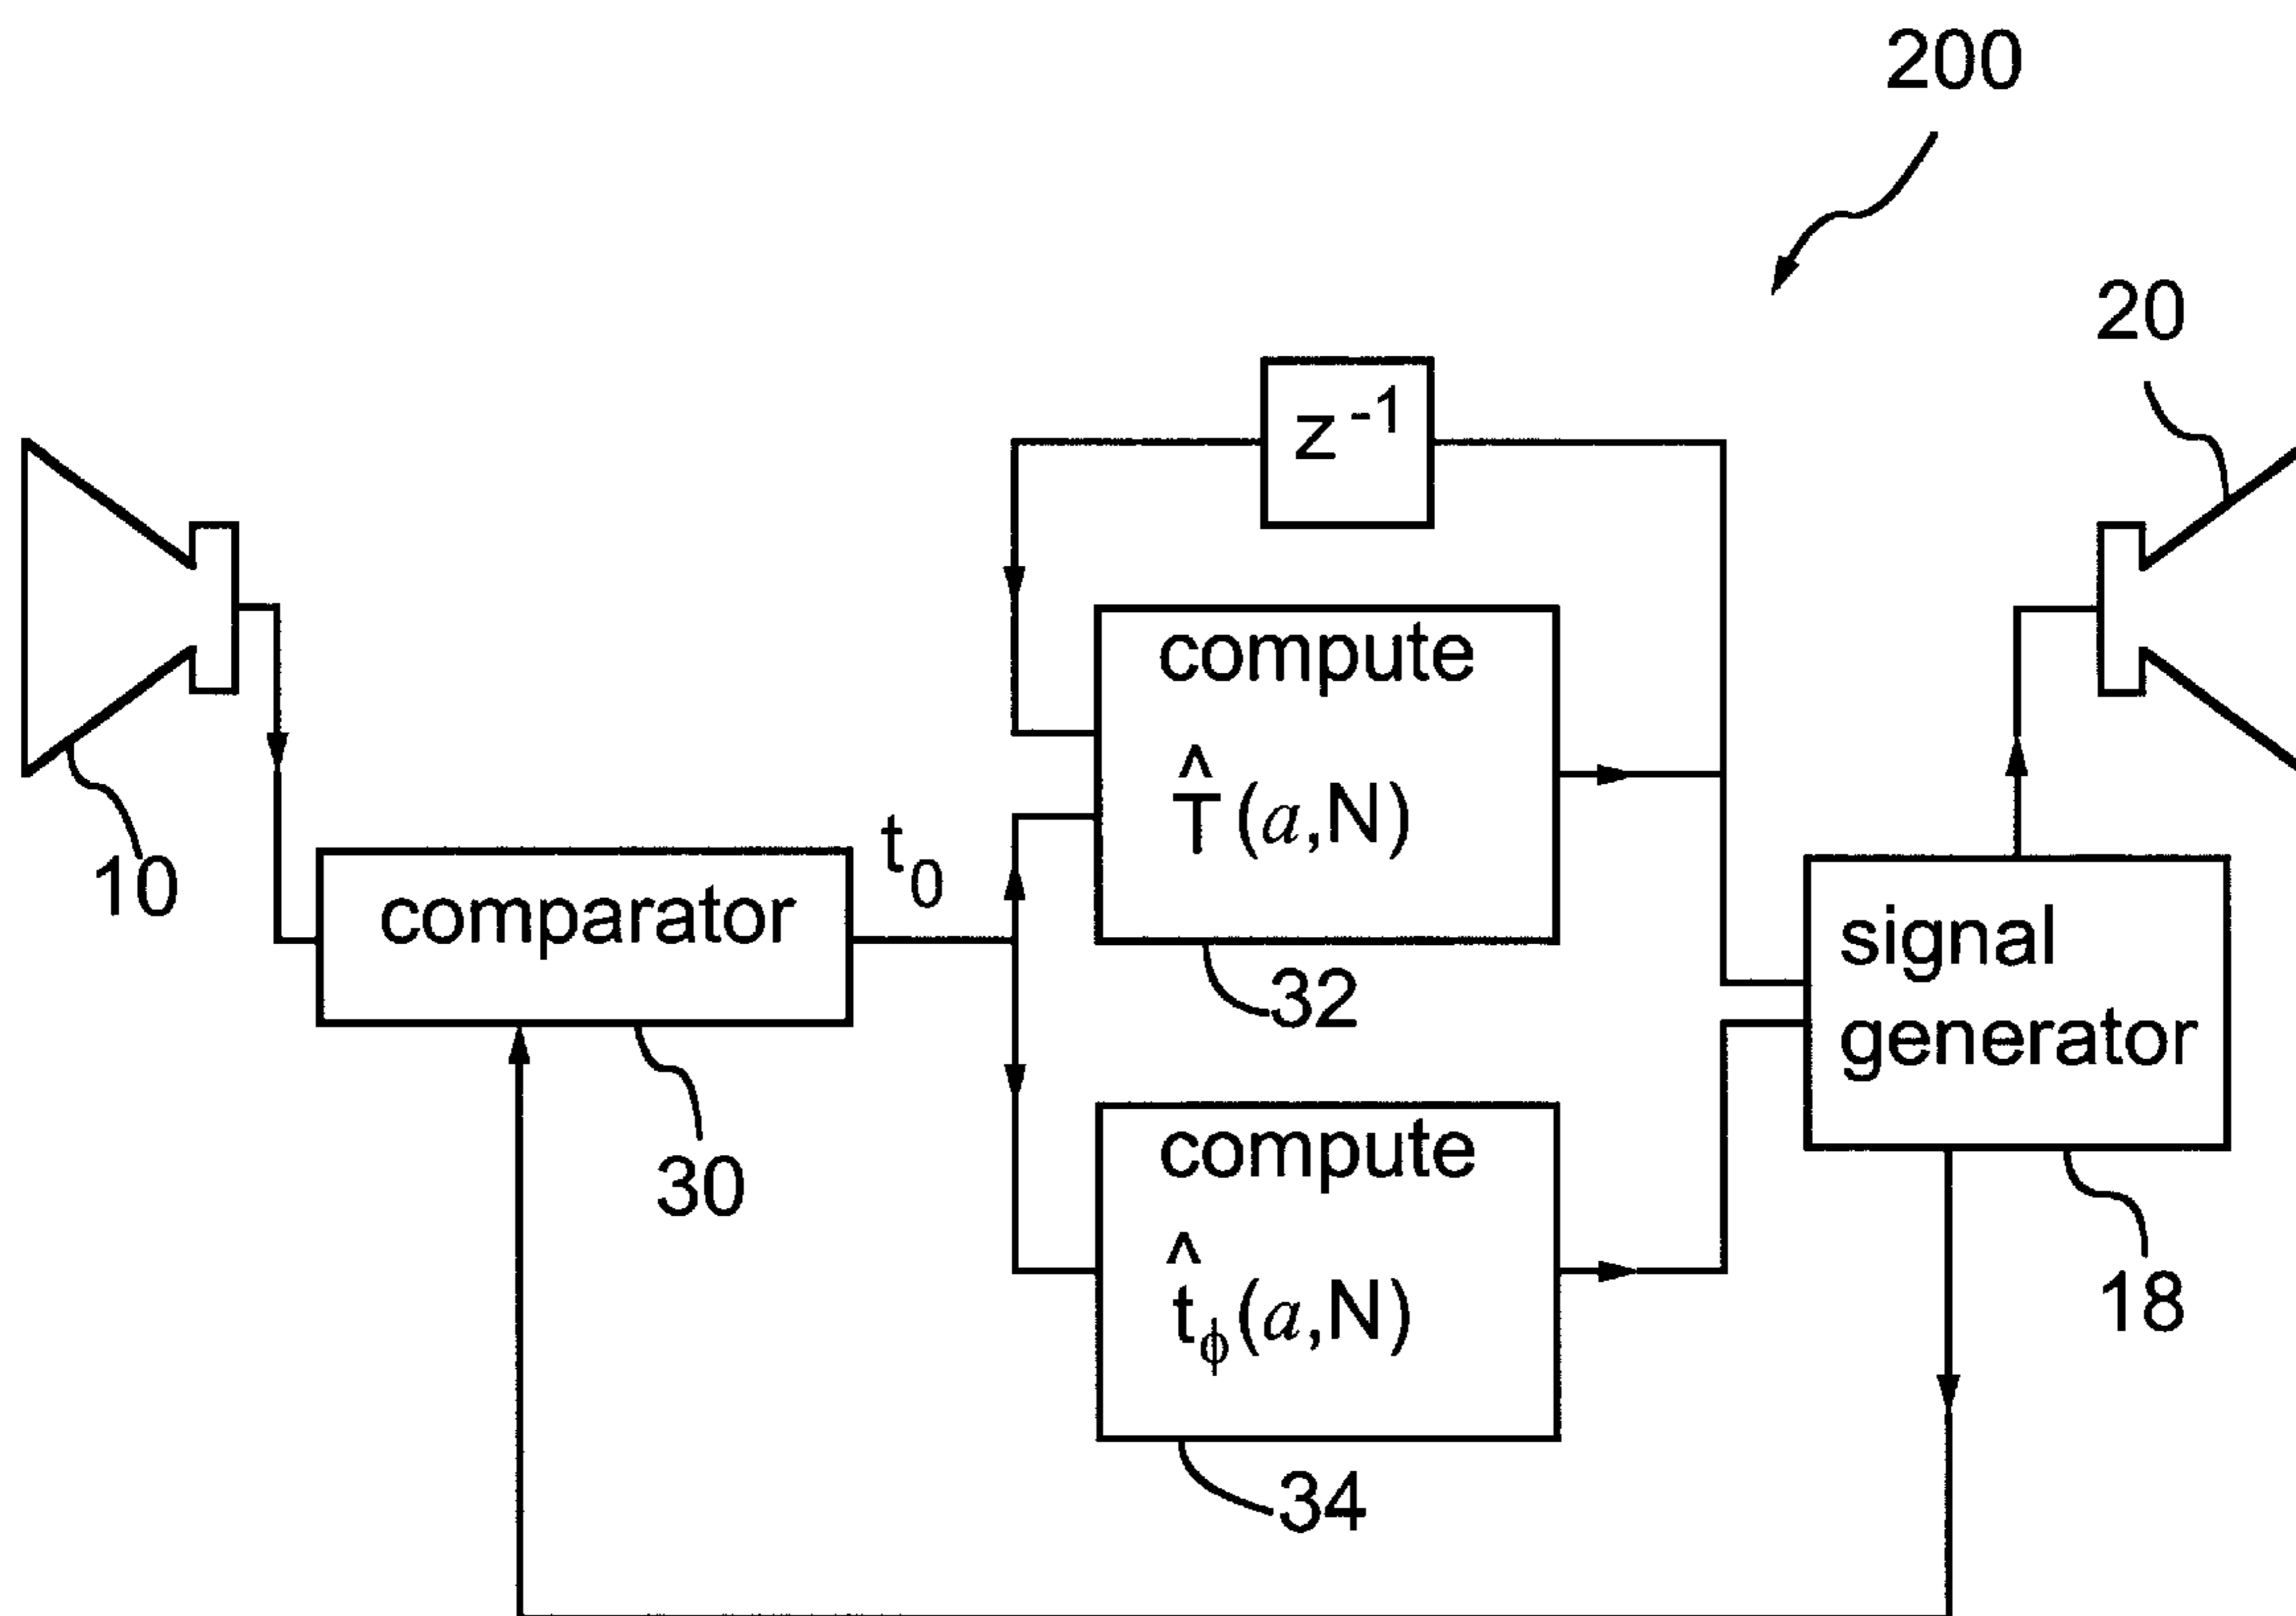 200
20
z⁻¹
compute
T̂(a,N)
10
t₀
comparator
32
signal
generator
30
compute
t̂ᵩ(a,N)
18
34